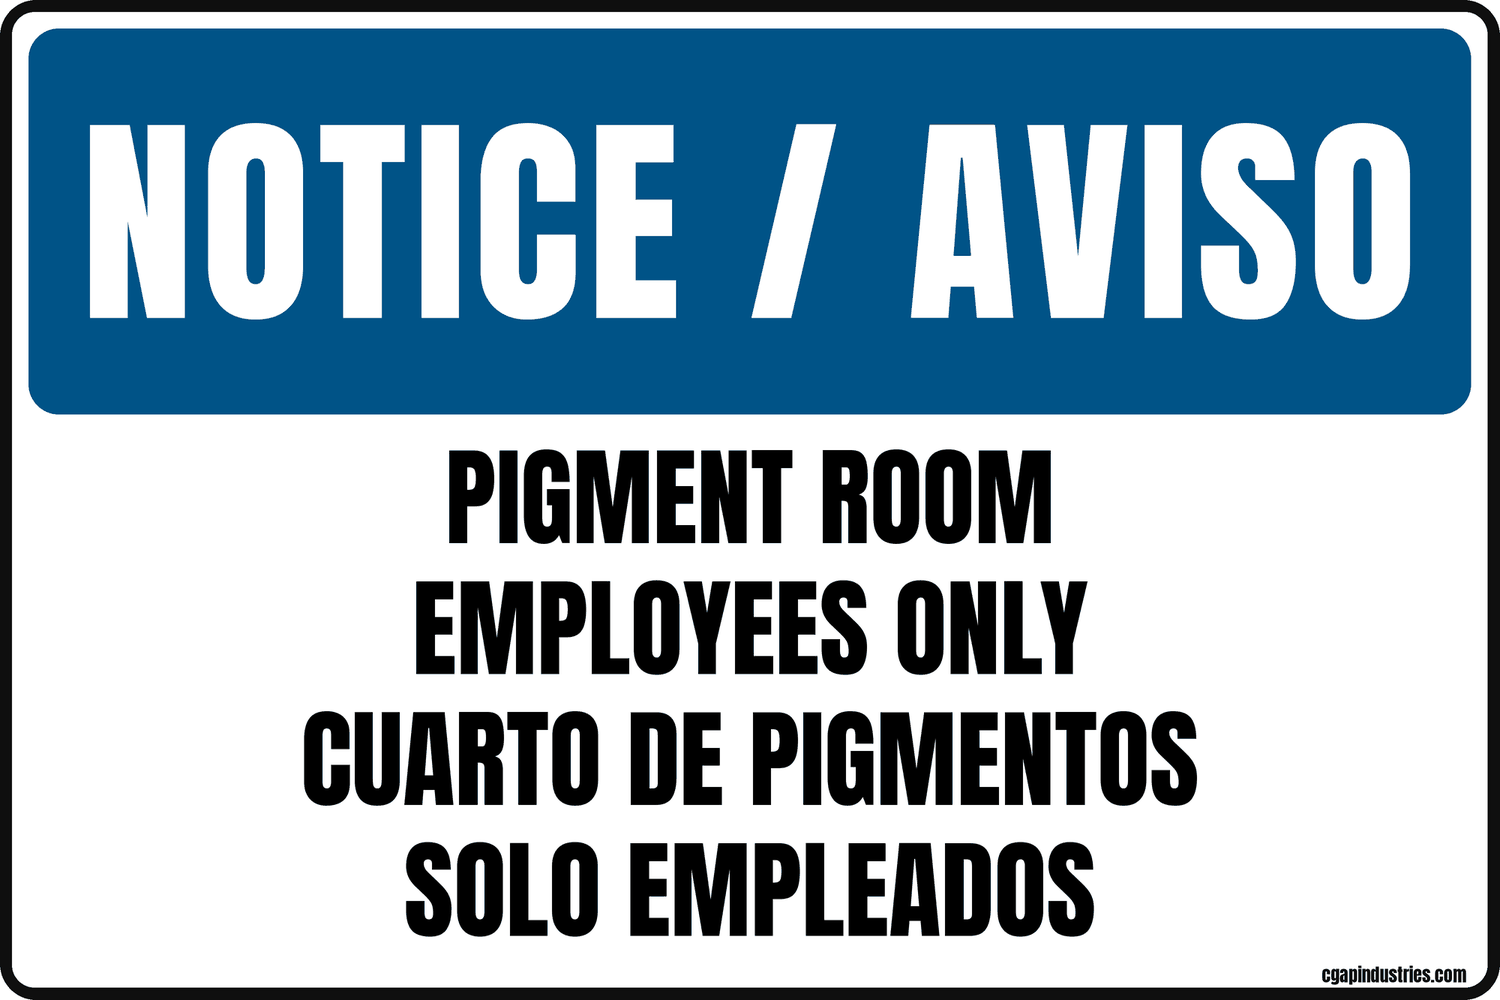 NOTICE / AVISO
PIGMENT ROOM
EMPLOYEES ONLY
CUARTO DE PIGMENTOS
SOLO EMPLEADOS
cgapindustries.com